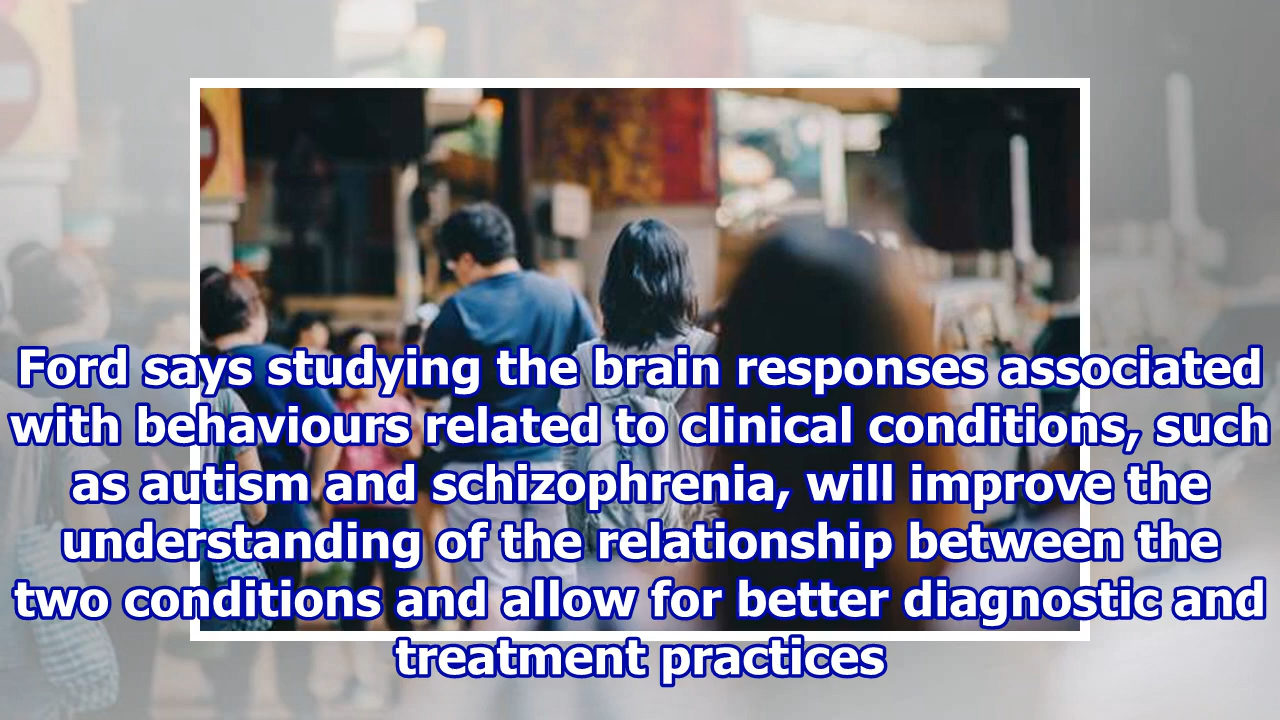 Ford says studying the brain responses associated
with behaviours related to clinical conditions, such
as autism and schizophrenia, will improve the
understanding of the relationship between the
two conditions and allow for better diagnostic and
treatment practices